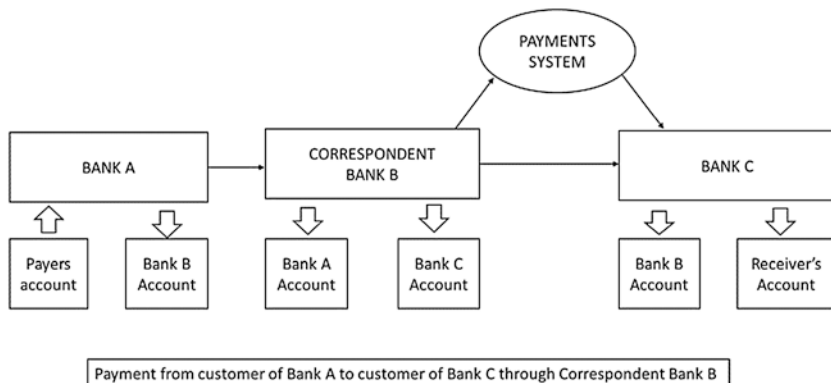 PAYMENTS
SYSTEM
BANK A
CORRESPONDENT
BANK B
BANK C
Payers
account
Bank B
Account
Bank A
Account
Bank C
Account
Bank B
Account
Receiver's
Account
Payment from customer of Bank A to customer of Bank C through Correspondent Bank B